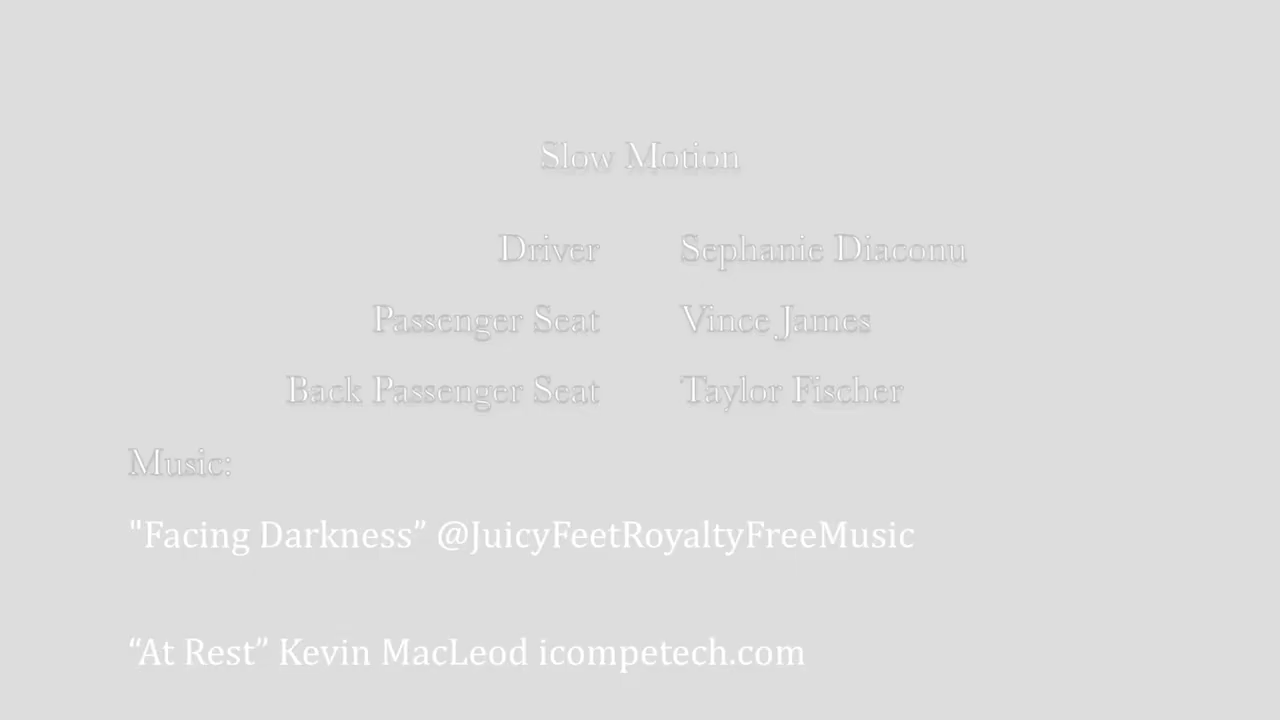 Slow Motion
Driver Sephanie Diaconu
Passenger Seat Vince James
Back Passenger Seat Taylor Fischer
Music:
"Facing Darkness” @JuicyFeetRoyaltyFreeMusic
“At Rest” Kevin MacLeod icompetech.com